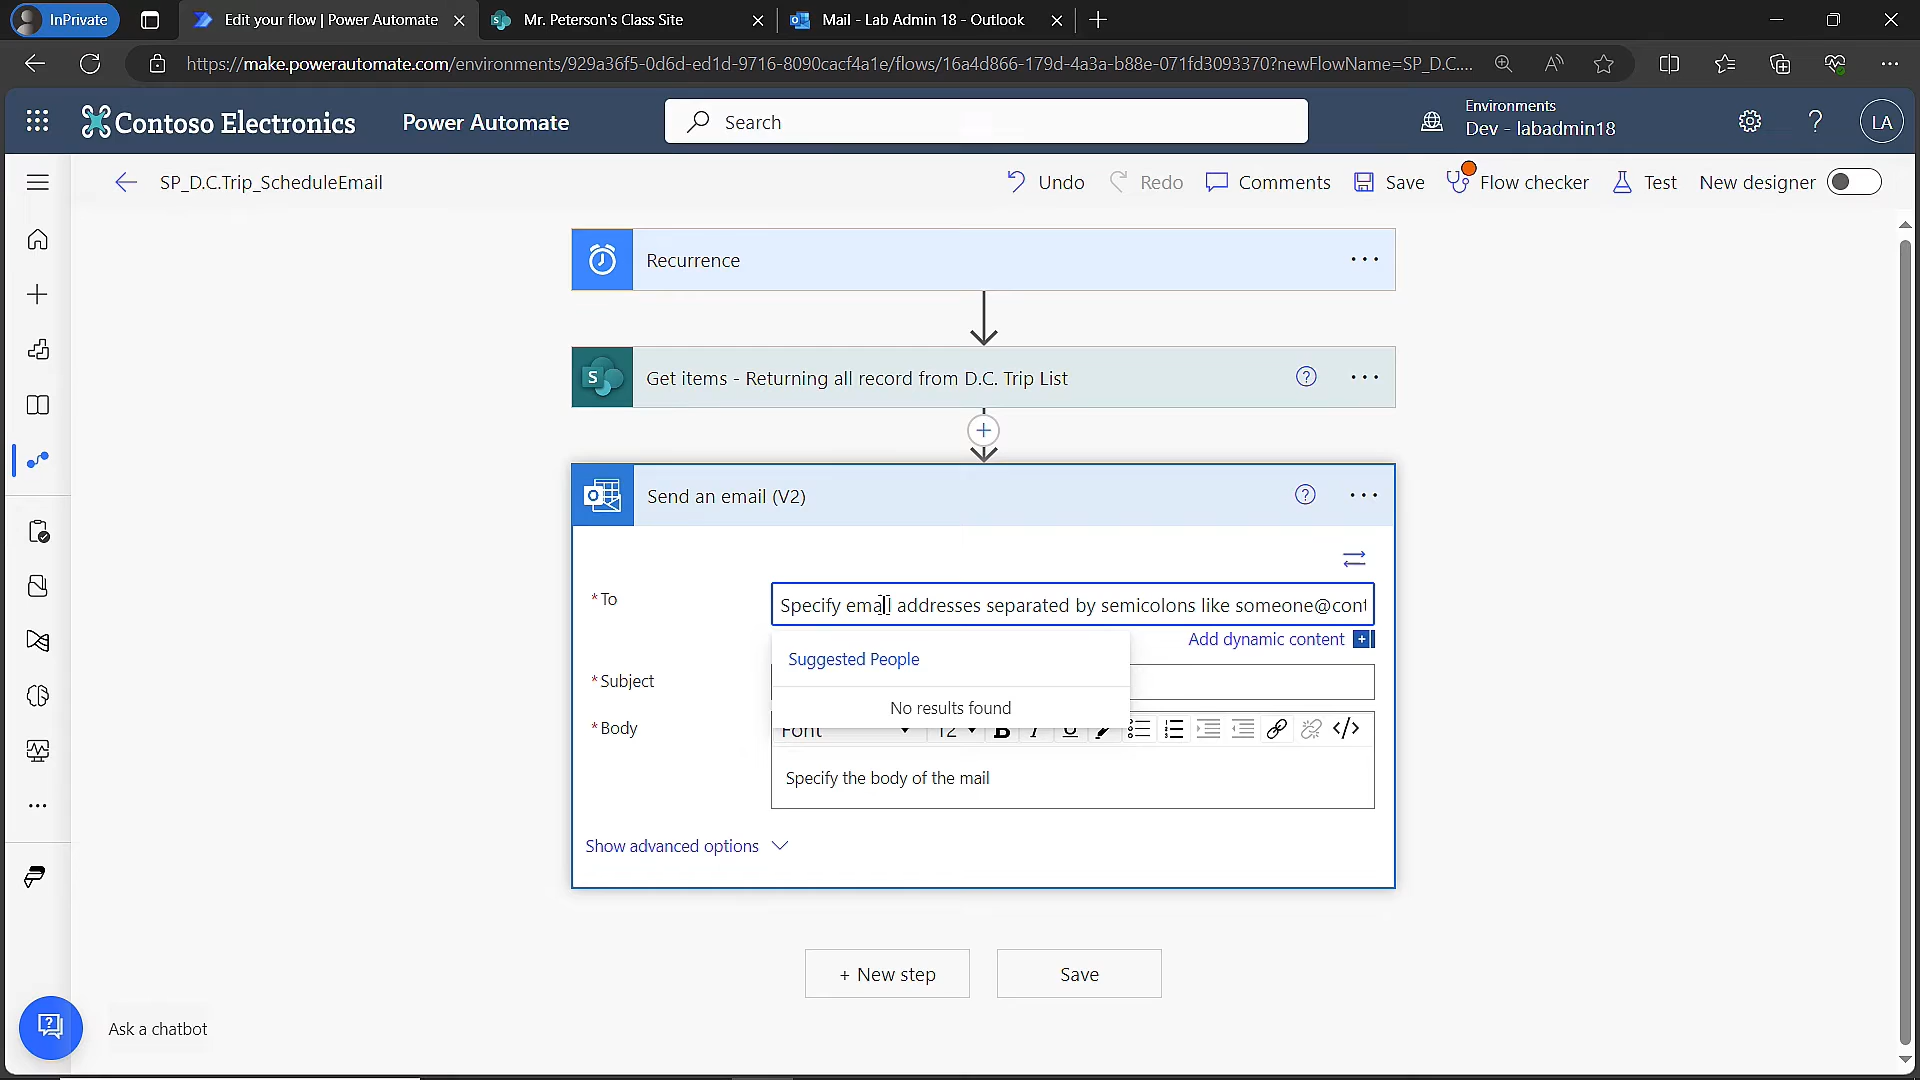 InPrivate
Edit your flow | Power Automate
Mr. Peterson's Class Site
Mail - Lab Admin 18 - Outlook
https://make.powerautomate.com/environments/929a36f5-0d6d-ed1d-9716-8090cacf4a1e/flows/16a4d866-179d-4a3a-b88e-071fd3093370?newFlowName=SP_D.C....
Contoso Electronics
Power Automate
Search
Environments
Dev - labadmin18
LA
SP_D.C.Trip_ScheduleEmail
Undo
Redo
Comments
Save
Flow checker
Test
New designer
Recurrence
Get items - Returning all record from D.C. Trip List
Send an email (V2)
*To
Specify email addresses separated by semicolons like someone@cont
Add dynamic content
Suggested People
*Subject
No results found
*Body
Font
12
B
I
U
</>
Specify the body of the mail
Show advanced options
+ New step
Save
Ask a chatbot